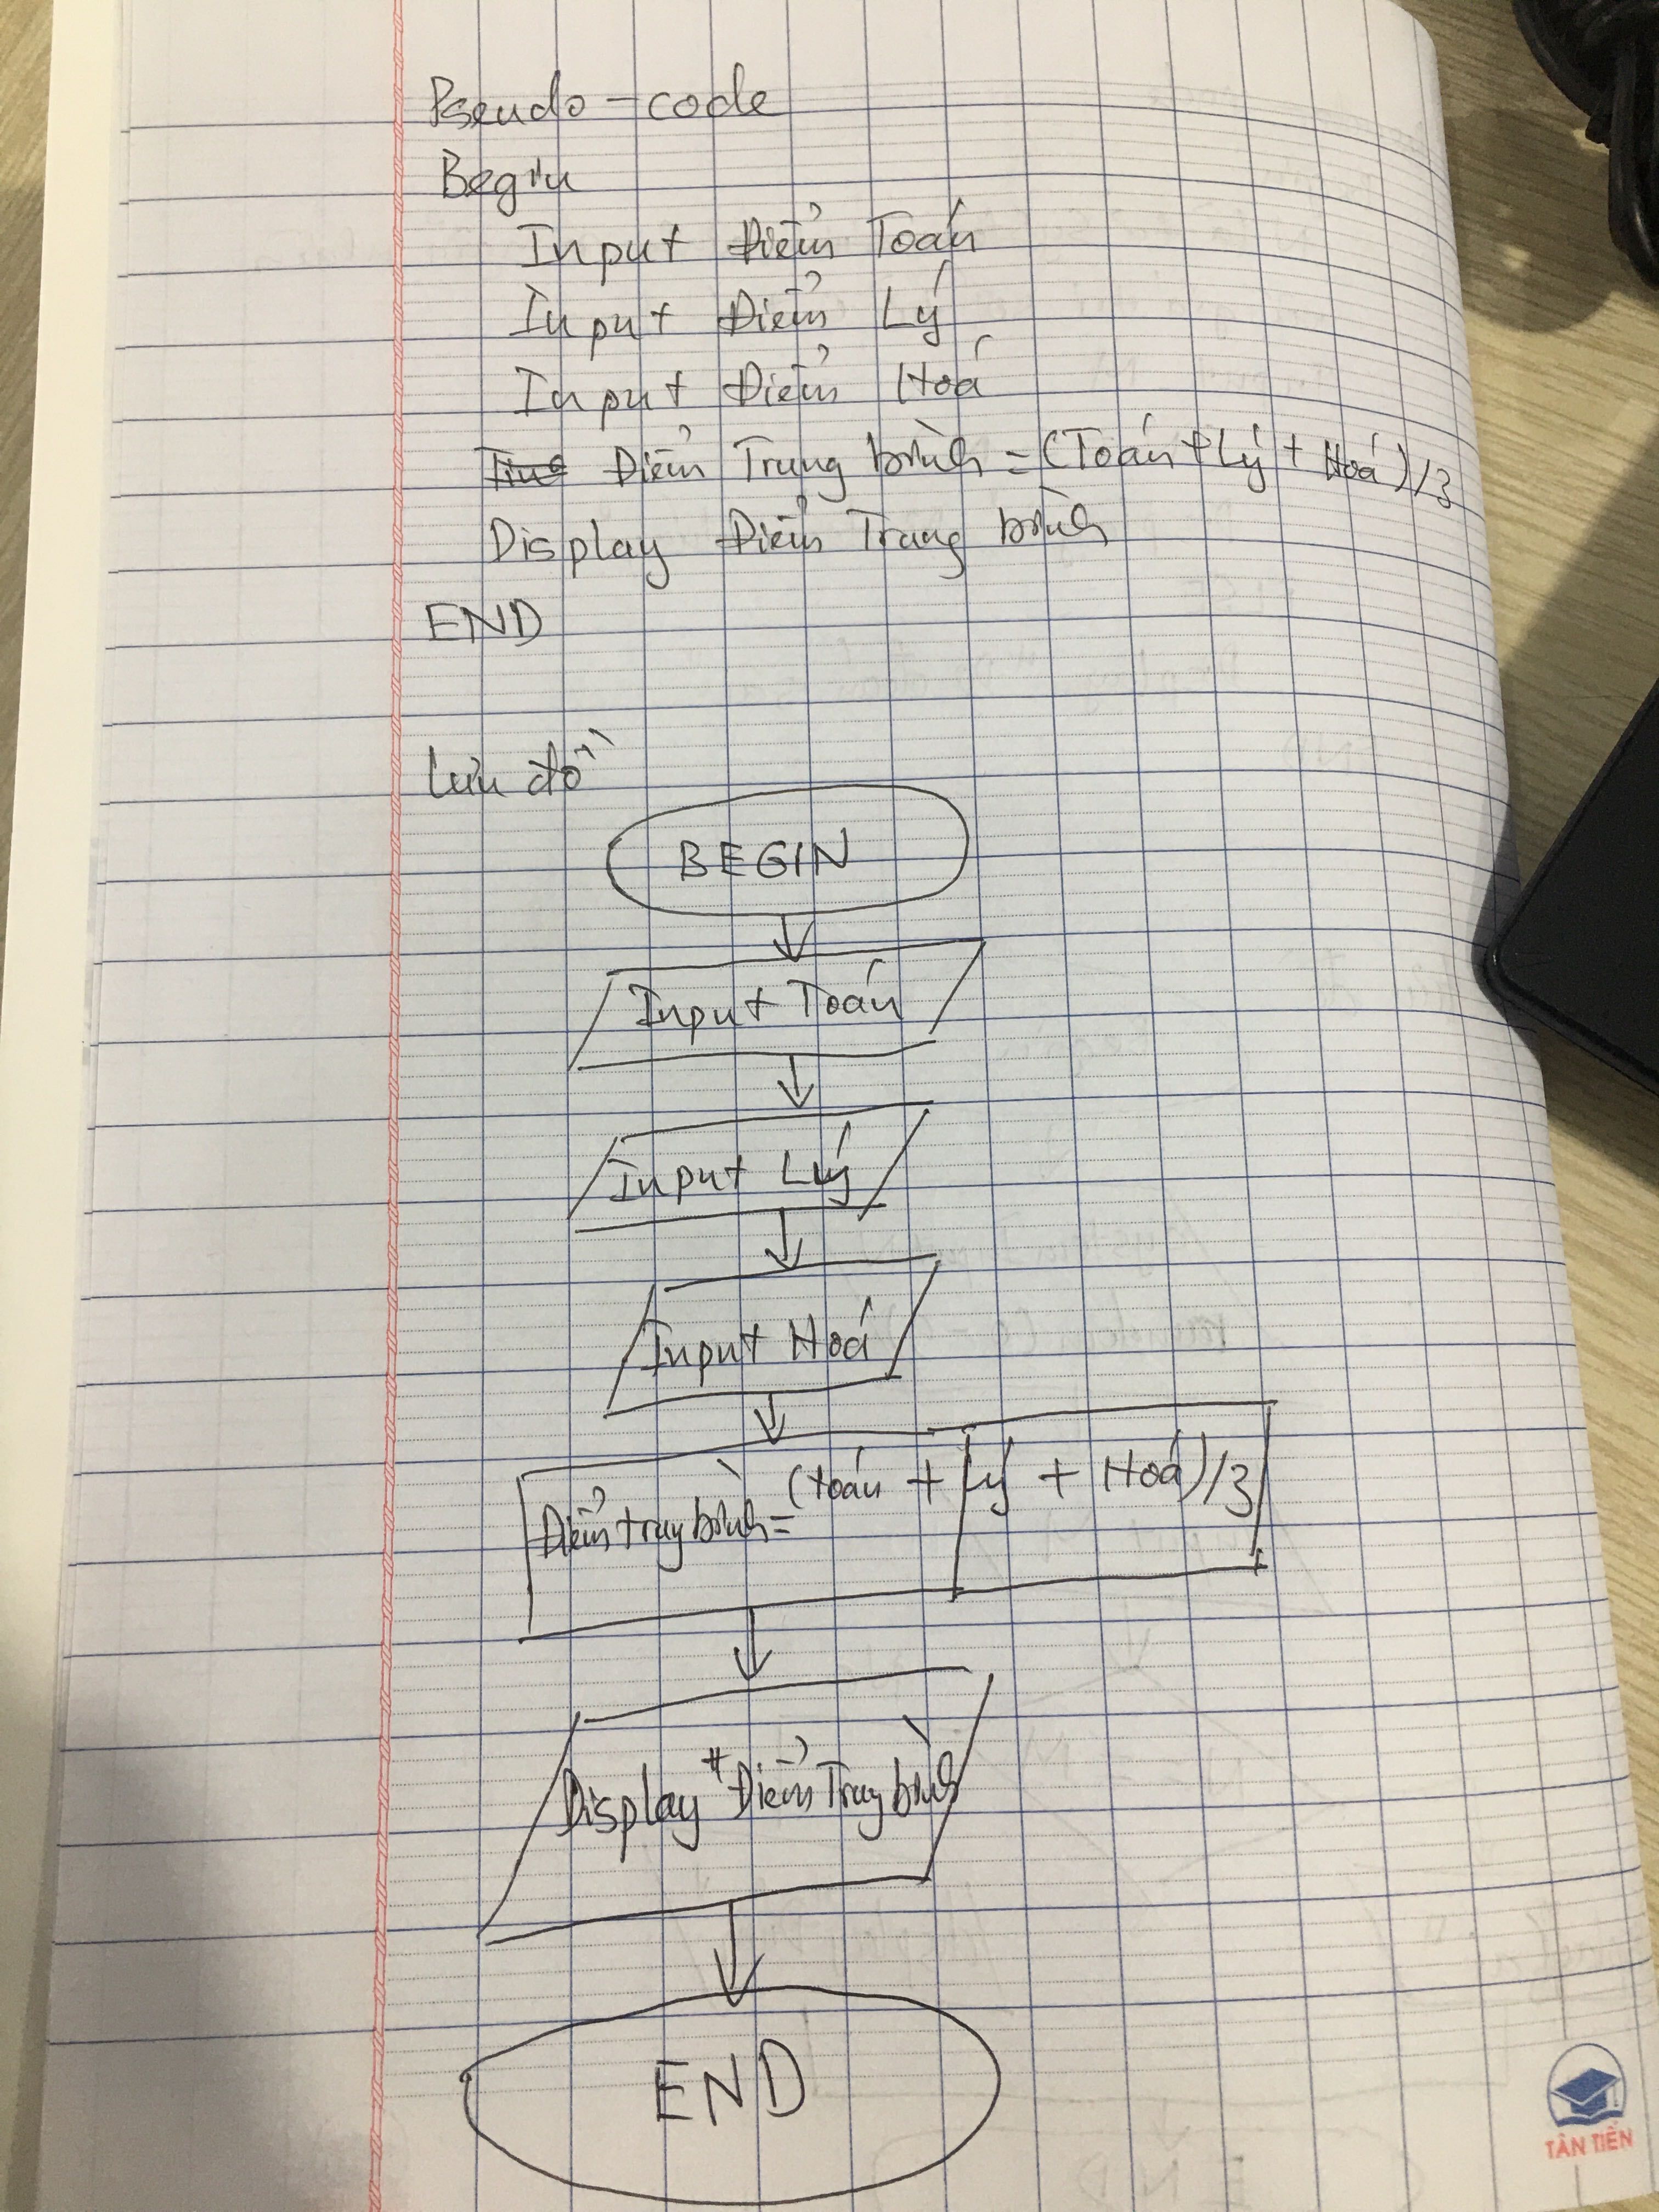 Pseudo-code
Begin
Input Điểm Toán
Input Điểm Lý
Input Điểm Hoá
Điểm Trung bình = (Toán + Lý + Hoá)/3
Display Điểm Trung bình
END
Lưu đồ
BEGIN
Input Toán
Input Lý
Input Hoá
Điểm trung bình = (toán + lý + Hoá)/3
Display "Điểm Trung bình
END
TÂN TIẾN